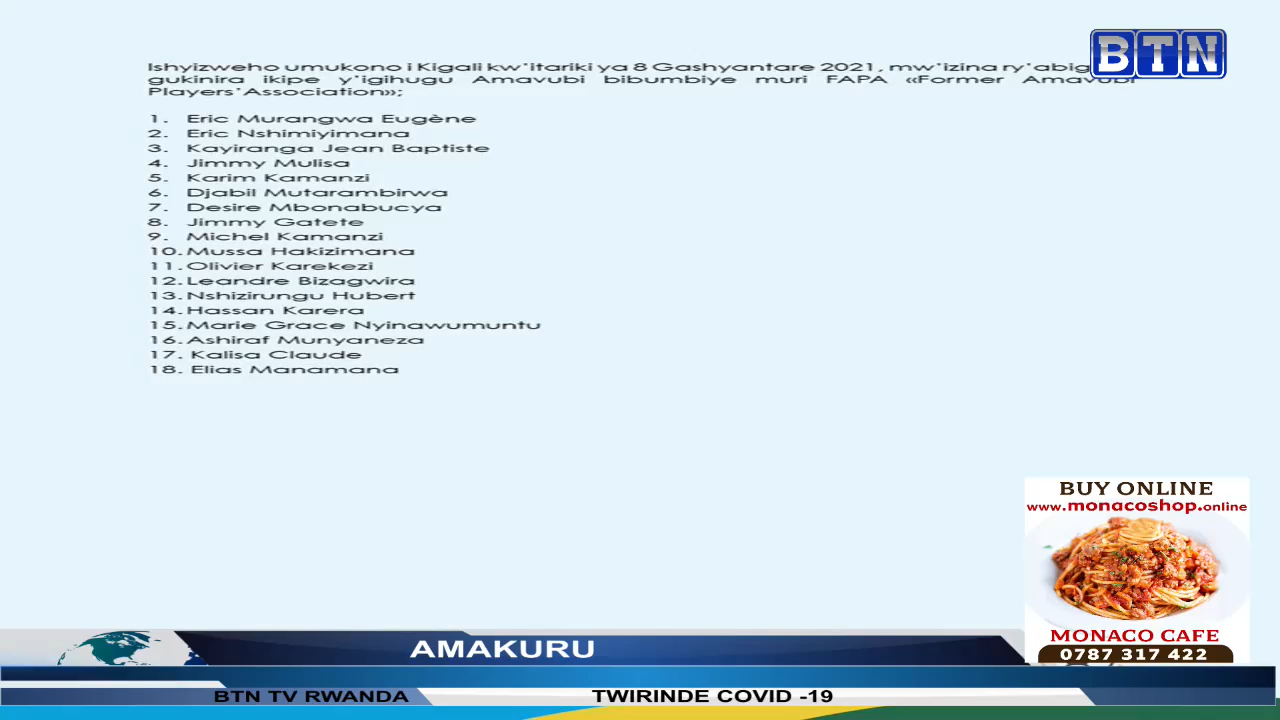 Ishyizweho umukono i Kigali kw'itariki ya 8 Gashyantare 2021, mw'izina ry'abig
gukinira ikipe y'igihugu Amavubi bibumbiye muri FAPA «Former Amavubi
Players'Association»;
1. Eric Murangwa Eugène
2. Eric Nshimiyimana
3. Kayiranga Jean Baptiste
4. Jimmy Mulisa
5. Karim Kamanzi
6. Djabil Mutarambirwa
7. Desire Mbonabucya
8. Jimmy Gatete
9. Michel Kamanzi
10. Mussa Hakizimana
11. Olivier Karekezi
12. Leandre Bizagwira
13. Nshizirungu Hubert
14. Hassan Karera
15. Marie Grace Nyinawumuntu
16. Ashiraf Munyaneza
17. Kalisa Claude
18. Elias Manamana
BTN
BUY ONLINE
www.monacoshop.online
MONACO CAFE
0787 317 422
AMAKURU
BTN TV RWANDA
TWIRINDE COVID -19